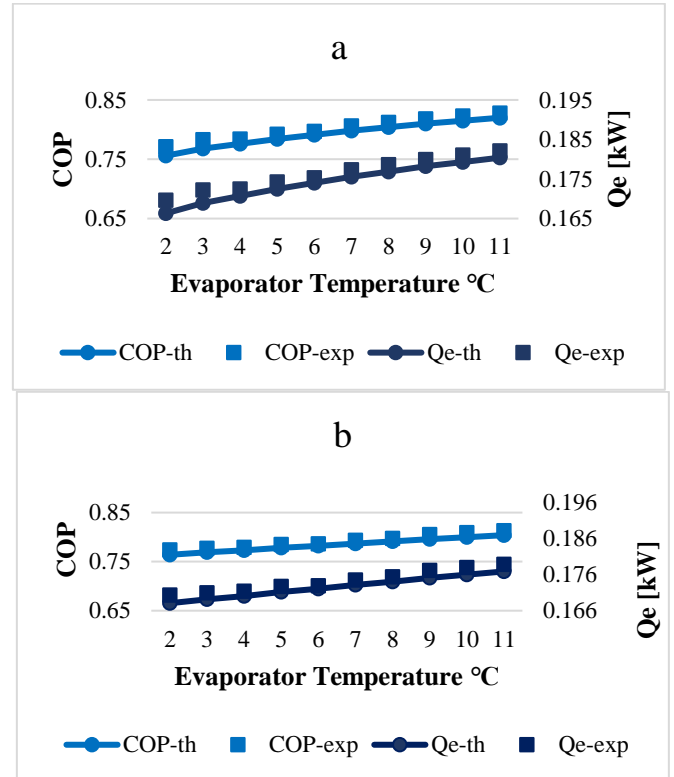 a
0.85 0.195
0.75 0.185
0.65 0.175
0.165
COP
Qe [kW]
2 3 4 5 6 7 8 9 10 11
Evaporator Temperature °C
COP-th COP-exp Qe-th Qe-exp
b
0.85 0.196
0.75 0.186
0.65 0.176
0.166
COP
Qe [kW]
2 3 4 5 6 7 8 9 10 11
Evaporator Temperature °C
COP-th COP-exp Qe-th Qe-exp